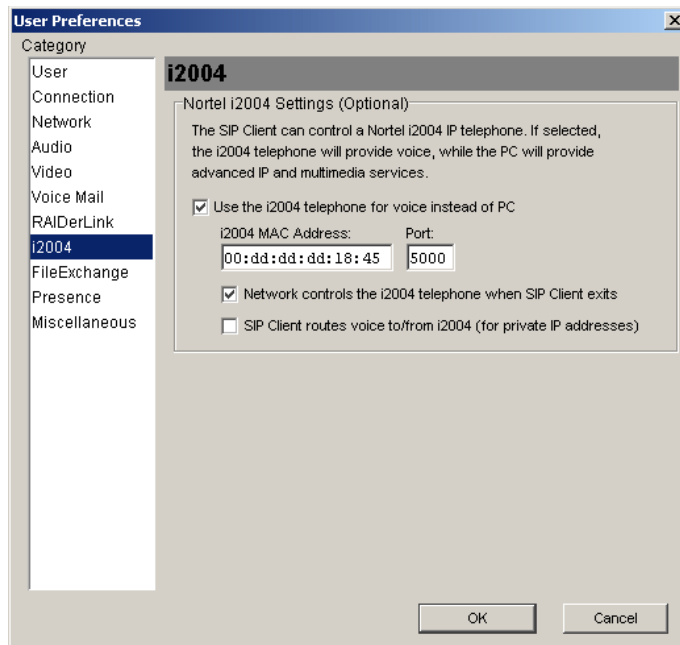 User Preferences
Category
User
Connection
Network
Audio
Video
Voice Mail
RAIDerLink
i2004
FileExchange
Presence
Miscellaneous
i2004
Nortel i2004 Settings (Optional)
The SIP Client can control a Nortel i2004 IP telephone. If selected,
the i2004 telephone will provide voice, while the PC will provide
advanced IP and multimedia services.
Use the i2004 telephone for voice instead of PC
i2004 MAC Address: Port:
00:dd:dd:dd:18:45 5000
Network controls the i2004 telephone when SIP Client exits
SIP Client routes voice to/from i2004 (for private IP addresses)
OK Cancel